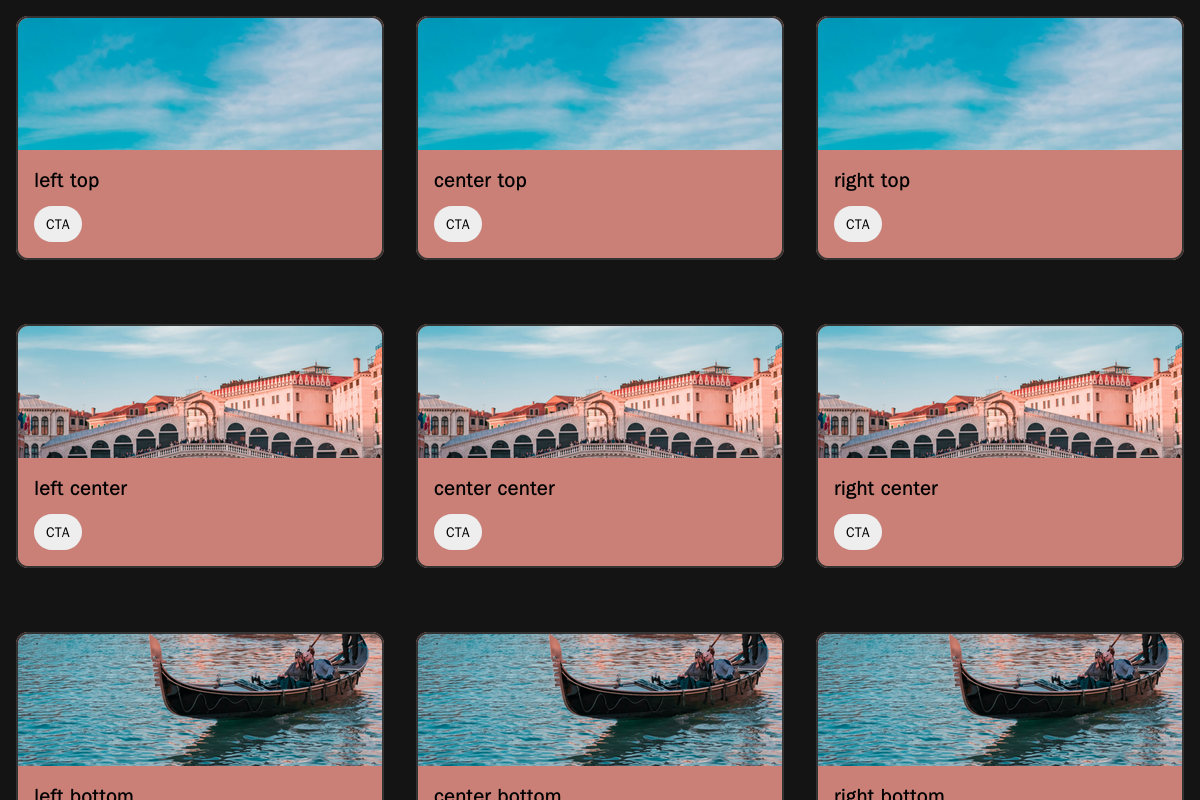 left top
center top
right top
CTA
CTA
CTA
left center
center center
right center
CTA
CTA
CTA
left bottom
center bottom
right bottom